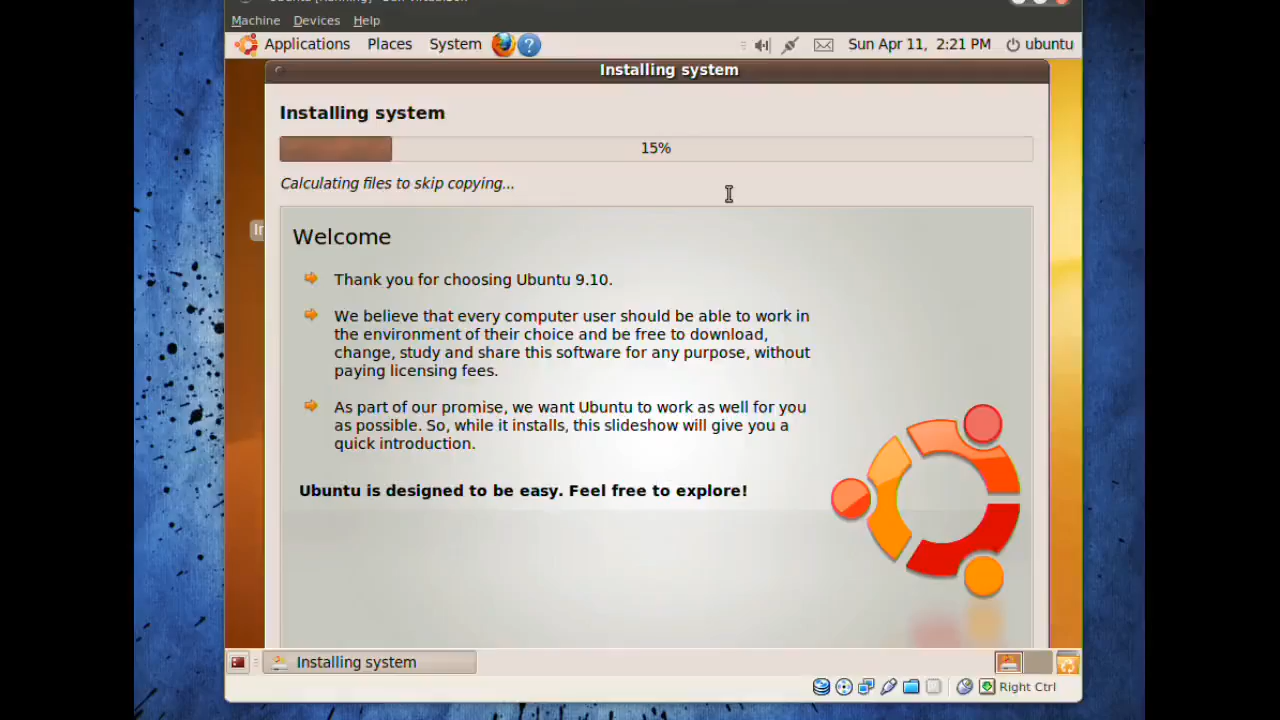 Machine Devices Help
Applications Places System Sun Apr 11, 2:21 PM ubuntu
Installing system
Installing system
15%
Calculating files to skip copying...
Welcome
Thank you for choosing Ubuntu 9.10.
We believe that every computer user should be able to work in
the environment of their choice and be free to download,
change, study and share this software for any purpose, without
paying licensing fees.
As part of our promise, we want Ubuntu to work as well for you
as possible. So, while it installs, this slideshow will give you a
quick introduction.
Ubuntu is designed to be easy. Feel free to explore!
Installing system
Right Ctrl